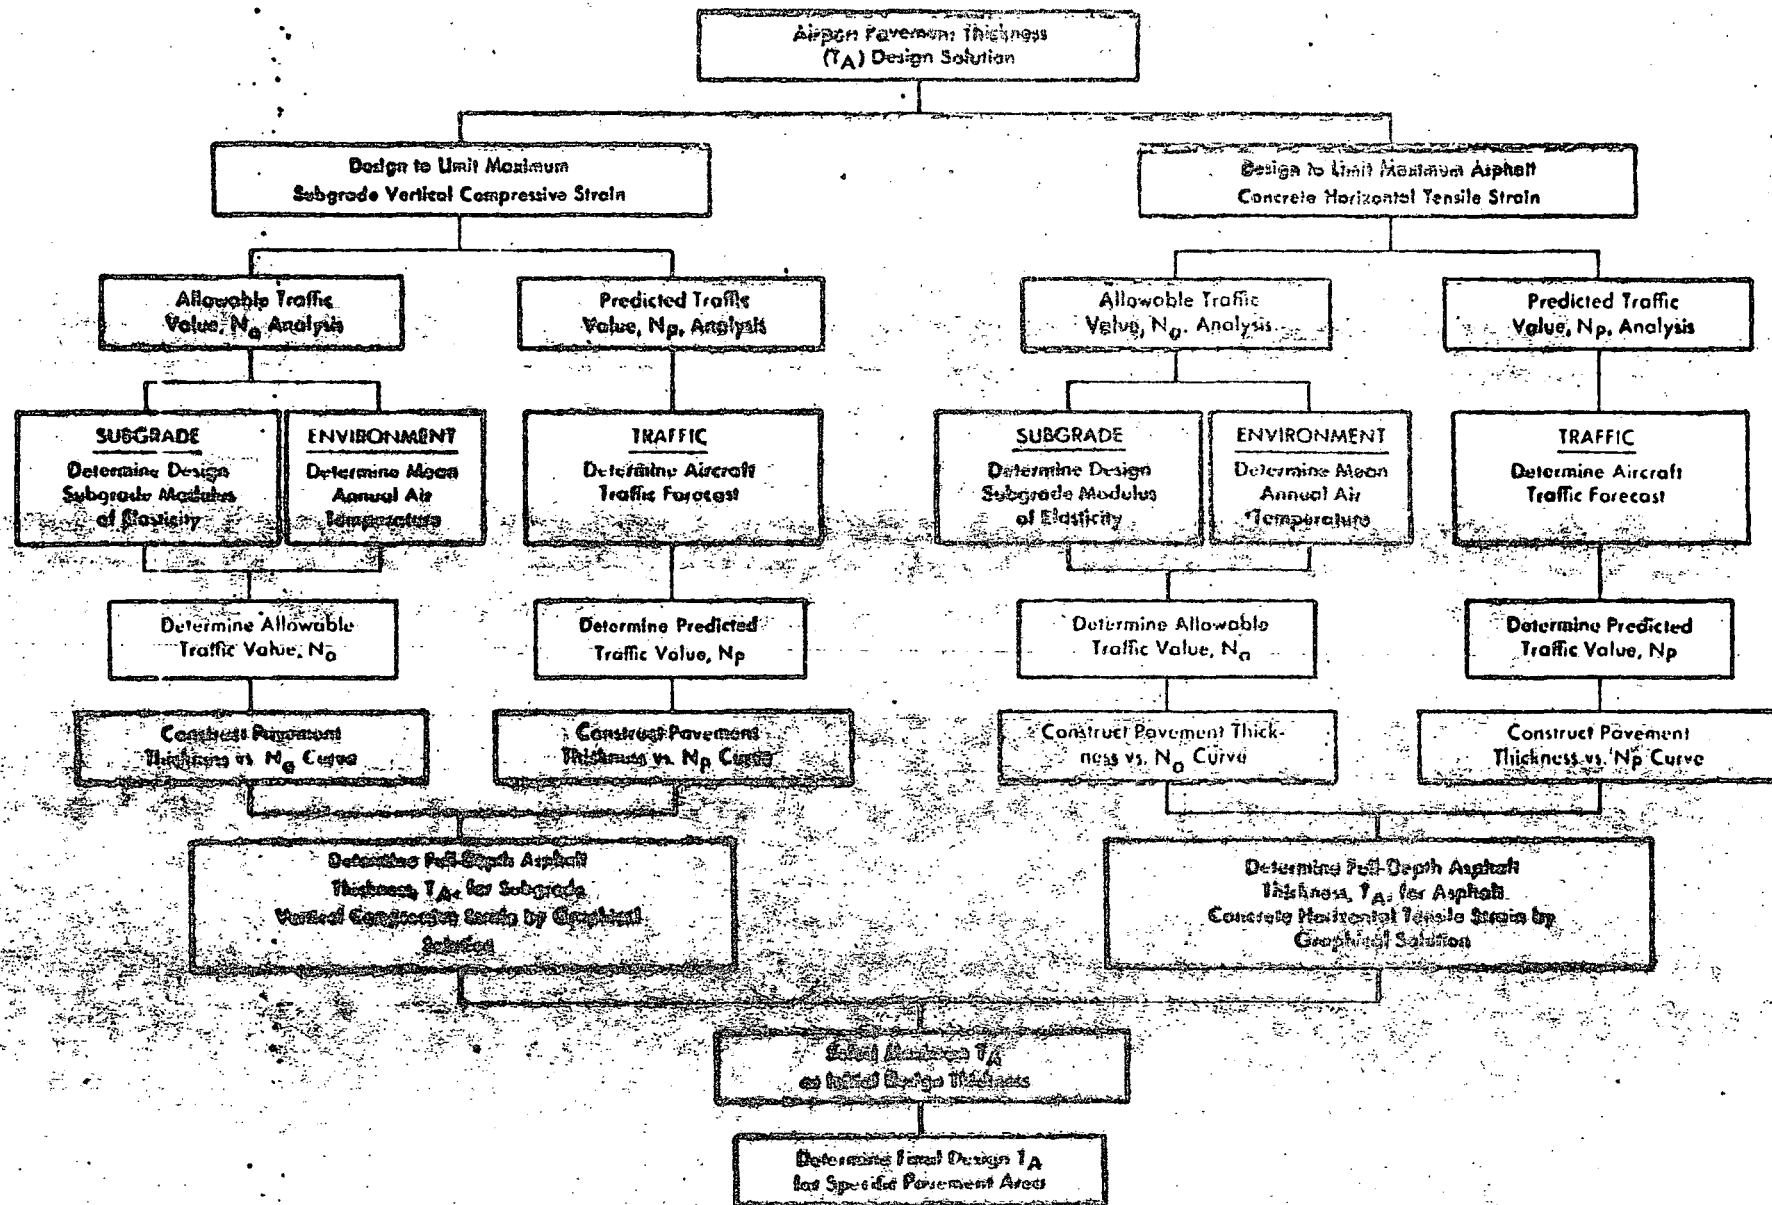 Airport Pavement Thickness
(TA) Design Solution
Design to Limit Maximum
Subgrade Vertical Compressive Strain
Design to Limit Maximum Asphalt
Concrete Horizontal Tensile Strain
Allowable Traffic
Value, Na Analysis
Predicted Traffic
Value, Np, Analysis
Allowable Traffic
Value, Na. Analysis
Predicted Traffic
Value, Np, Analysis
SUBGRADE
Determine Design
Subgrade Modulus
of Elasticity
ENVIRONMENT
Determine Mean
Annual Air
Temperature
TRAFFIC
Determine Aircraft
Traffic Forecast
SUBGRADE
Determine Design
Subgrade Modulus
of Elasticity
ENVIRONMENT
Determine Mean
Annual Air
Temperature
TRAFFIC
Determine Aircraft
Traffic Forecast
Determine Allowable
Traffic Value, Na
Determine Predicted
Traffic Value, Np
Determine Allowable
Traffic Value, Na
Determine Predicted
Traffic Value, Np
Construct Pavement
Thickness vs. Na Curve
Construct Pavement
Thickness vs. Np Curve
Construct Pavement Thick-
ness vs. Na Curve
Construct Pavement
Thickness vs. Np Curve
Determine Full-Depth Asphalt
Thickness, TA, for Subgrade
Vertical Compressive Strain by Graphical
Solution
Determine Full-Depth Asphalt
Thickness, TA, for Asphalt
Concrete Horizontal Tensile Strain by
Graphical Solution
Select Maximum TA
as Initial Design Thickness
Determine Final Design TA
for Specific Pavement Areas